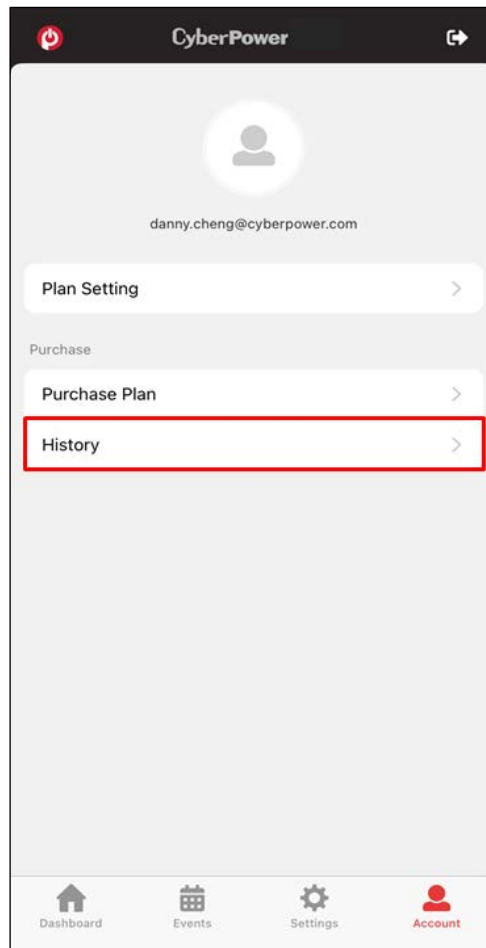 CyberPower
danny.cheng@cyberpower.com
Plan Setting
Purchase
Purchase Plan
History
Dashboard Events Settings Account